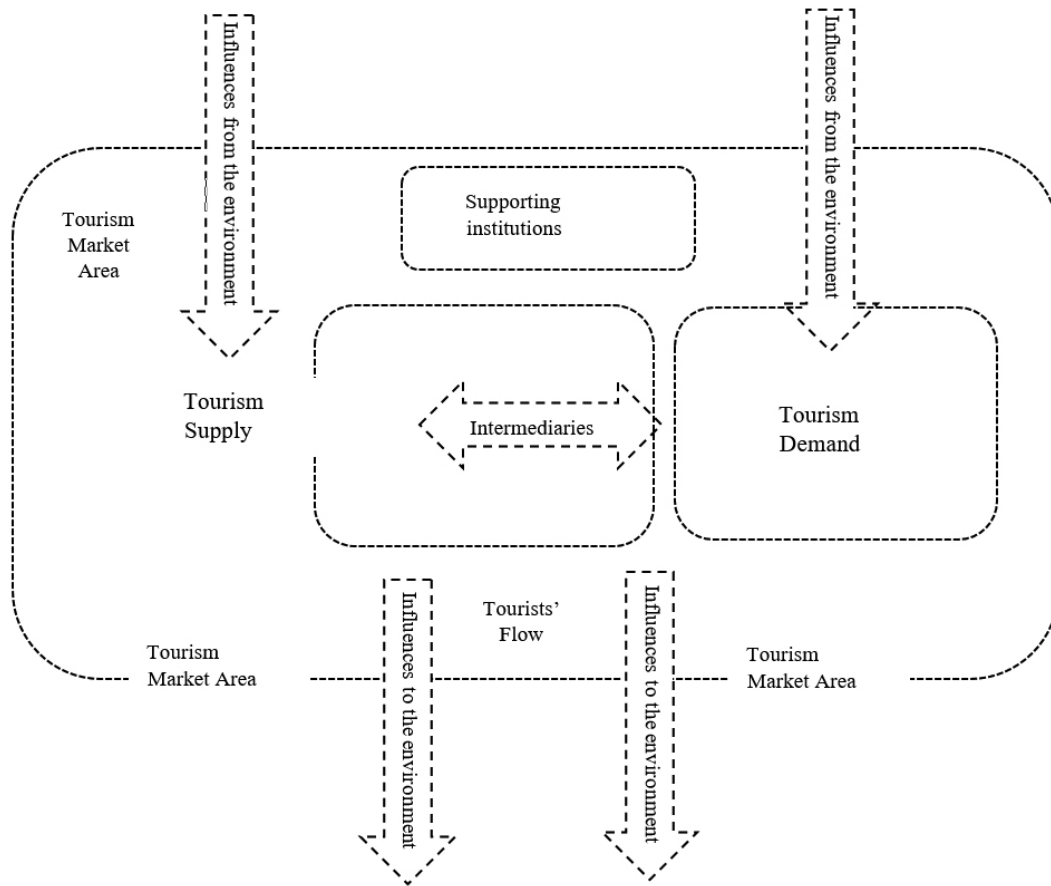 Influences from the environment
Influences from the environment
Supporting
institutions
Tourism
Market
Area
Tourism
Supply
Intermediaries
Tourism
Demand
Influences to the environment
Tourists’
Flow
Influences to the environment
Tourism
Market Area
Tourism
Market Area